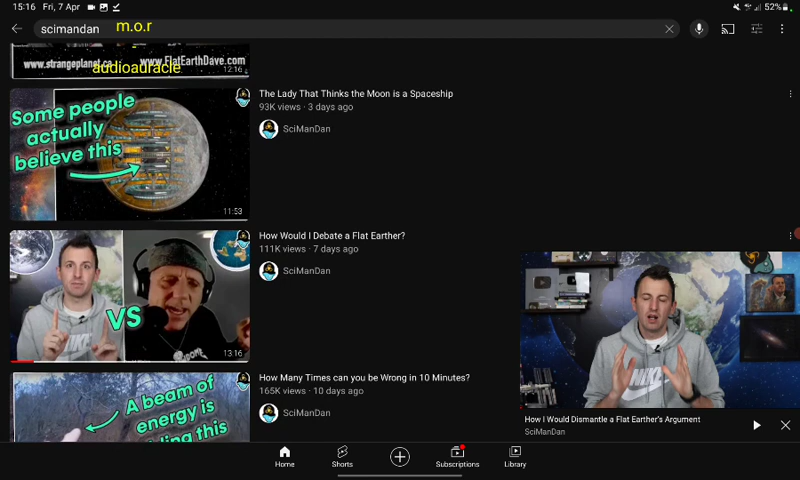 15:16 Fri, 7 Apr
52%
scimandan
m.o.r
www.strangeplanet.ca
www.FlatEarthDave.com
audioauracle
12:16
Some people
actually
believe this
11:53
The Lady That Thinks the Moon is a Spaceship
93K views · 3 days ago
SciManDan
VS
13:16
How Would I Debate a Flat Earther?
111K views · 7 days ago
SciManDan
NIKE
How I Would Dismantle a Flat Earther's Argument
SciManDan
A beam of
energy is
this
How Many Times can you be Wrong in 10 Minutes?
165K views · 10 days ago
SciManDan
Home
Shorts
Subscriptions
Library